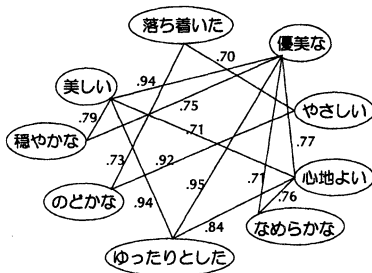 落ち着いた
優美な
.70
美しい
.94
.75
やさしい
.79
.71
穏やかな
.77
.73
.92
心地よい
のどかな
.95
.71
.76
.94
.84
なめらかな
ゆったりとした